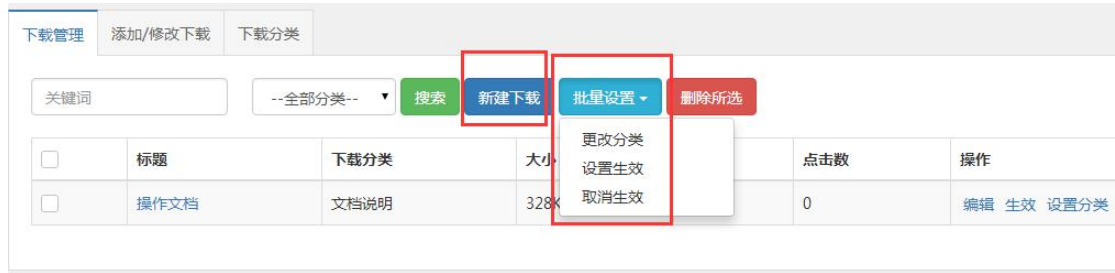 下载管理 添加/修改下载 下载分类
关键词 --全部分类-- 搜索 新建下载 批量设置 删除所选
更改分类
标题 下载分类 大小 点击数 操作
设置生效
取消生效
操作文档 文档说明 328K 0 编辑 生效 设置分类